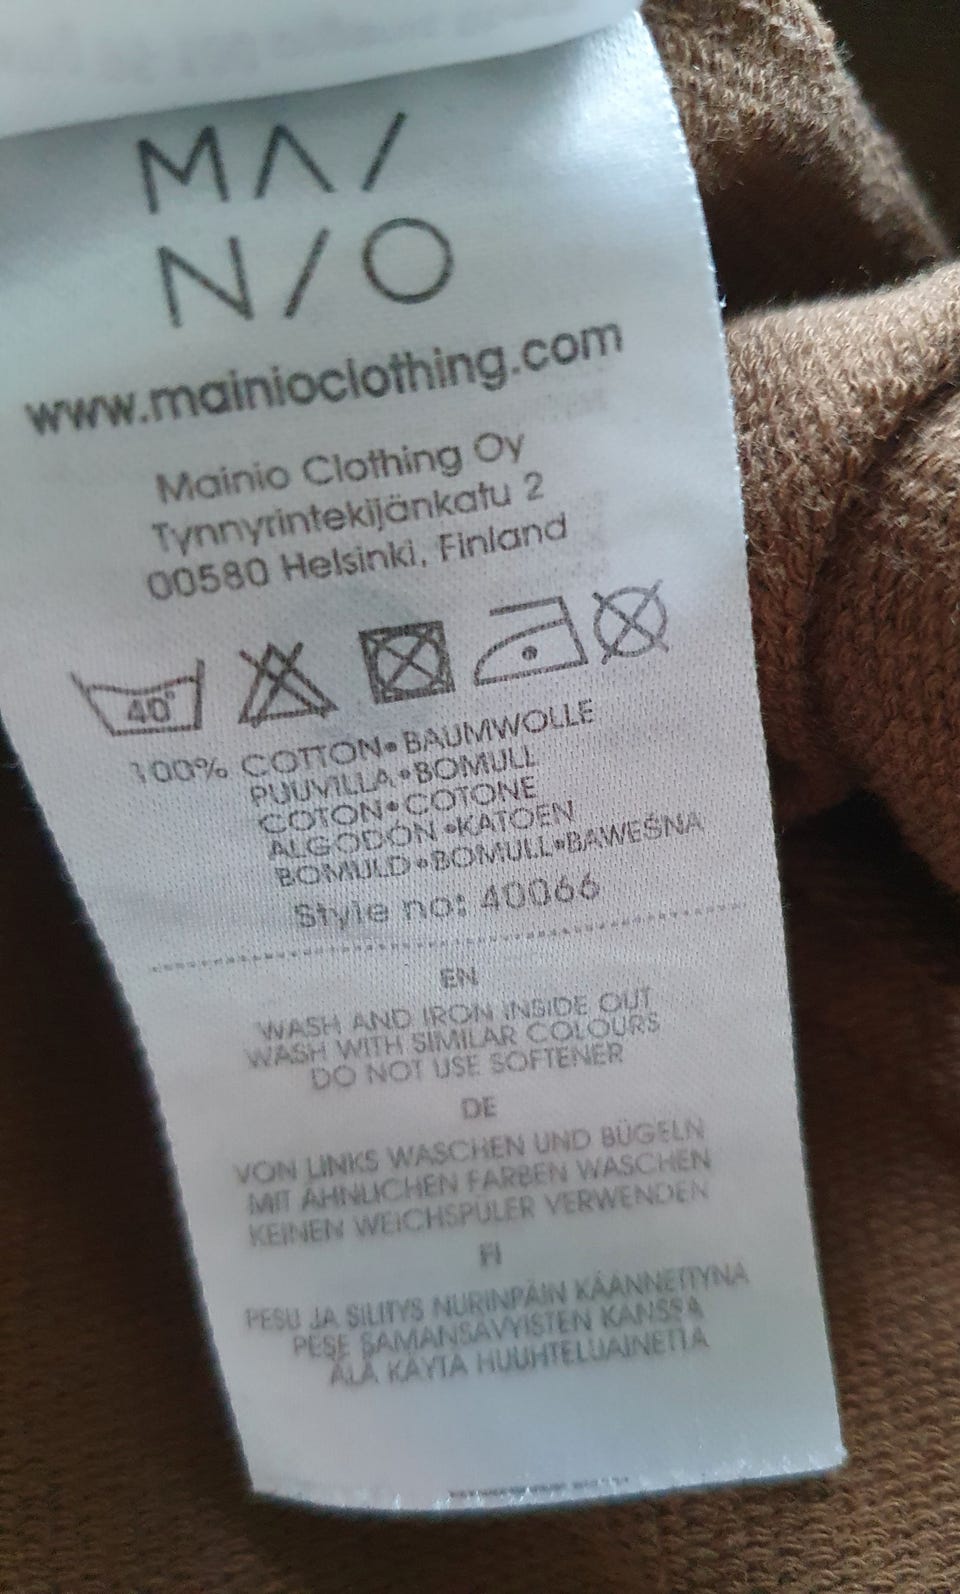 MAI
NIO
www.mainioclothing.com
Mainio Clothing Oy
Tynnyrintekijänkatu 2
00580 Helsinki, Finland
40°
100% COTTON•BAUMWOLLE
PUUVILLA•BOMULL
COTON•COTONE
ALGODÓN•KATOEN
BOMULD•BOMULL•BAWEŚNA
Style no: 40066
EN
WASH AND IRON INSIDE OUT
WASH WITH SIMILAR COLOURS
DO NOT USE SOFTENER
DE
VON LINKS WASCHEN UND BÜGELN
MIT ÄHNLICHEN FARBEN WASCHEN
KEINEN WEICHSPÜLER VERWENDEN
FI
PESU JA SILITYS NURINPÄIN KÄÄNNETTYNÄ
PESE SAMANSÄVYISTEN KANSSA
ÄLÄ KÄYTÄ HUUHTELUAINETTA